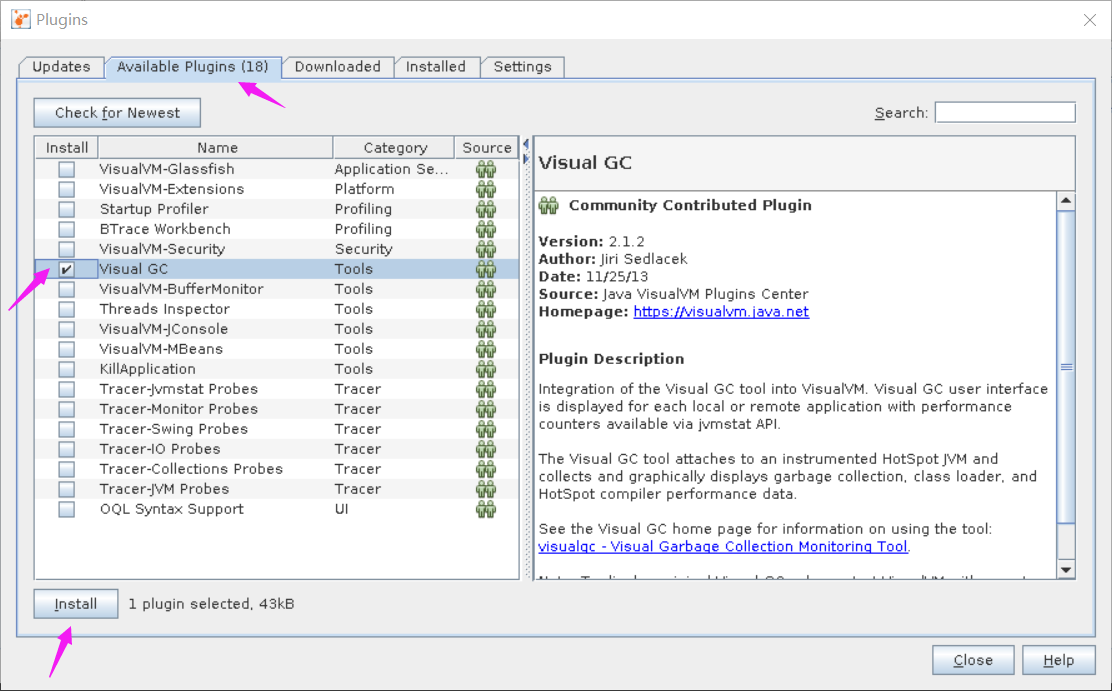 Plugins
Updates Available Plugins (18) Downloaded Installed Settings
Check for Newest Search:
Install Name Category Source
VisualVM-Glassfish Application Se...
VisualVM-Extensions Platform
Startup Profiler Profiling
BTrace Workbench Profiling
VisualVM-Security Security
Visual GC Tools
VisualVM-BufferMonitor Tools
Threads Inspector Tools
VisualVM-JConsole Tools
VisualVM-MBeans Tools
KillApplication Tools
Tracer-Jvmstat Probes Tracer
Tracer-Monitor Probes Tracer
Tracer-Swing Probes Tracer
Tracer-IO Probes Tracer
Tracer-Collections Probes Tracer
Tracer-JVM Probes Tracer
OQL Syntax Support UI
Visual GC
Community Contributed Plugin
Version: 2.1.2
Author: Jiri Sedlacek
Date: 11/25/13
Source: Java VisualVM Plugins Center
Homepage: https://visualvm.java.net
Plugin Description
Integration of the Visual GC tool into VisualVM. Visual GC user interface
is displayed for each local or remote application with performance
counters available via jvmstat API.
The Visual GC tool attaches to an instrumented HotSpot JVM and
collects and graphically displays garbage collection, class loader, and
HotSpot compiler performance data.
See the Visual GC home page for information on using the tool:
visualgc - Visual Garbage Collection Monitoring Tool.
Install 1 plugin selected, 43kB
Close Help